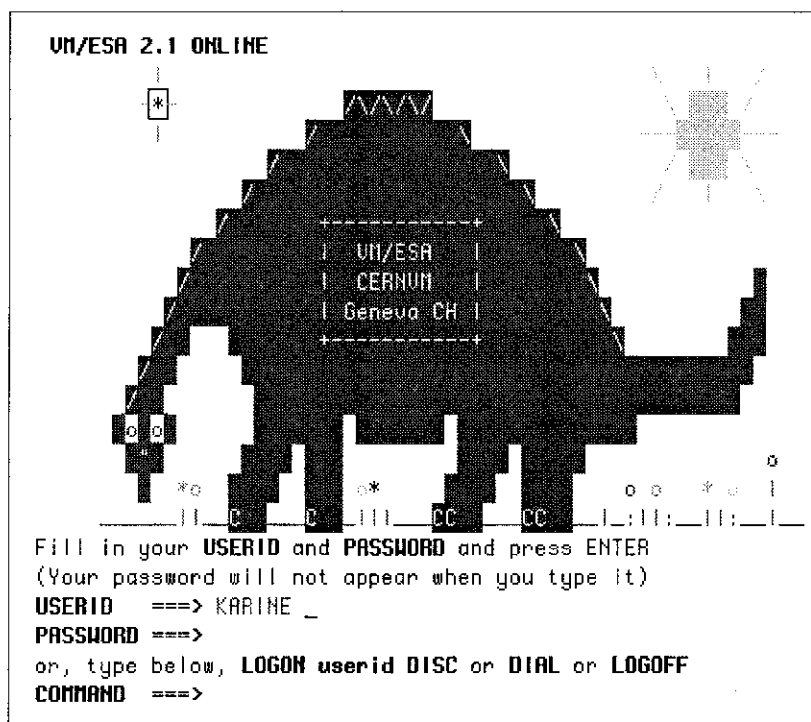 VM/ESA 2.1 ONLINE
VM/ESA
CERNVM
Geneva CH
Fill in your USERID and PASSWORD and press ENTER
(Your password will not appear when you type it)
USERID ===> KARINE _
PASSWORD ===>
or, type below, LOGON userid DISC or DIAL or LOGOFF
COMMAND ===>